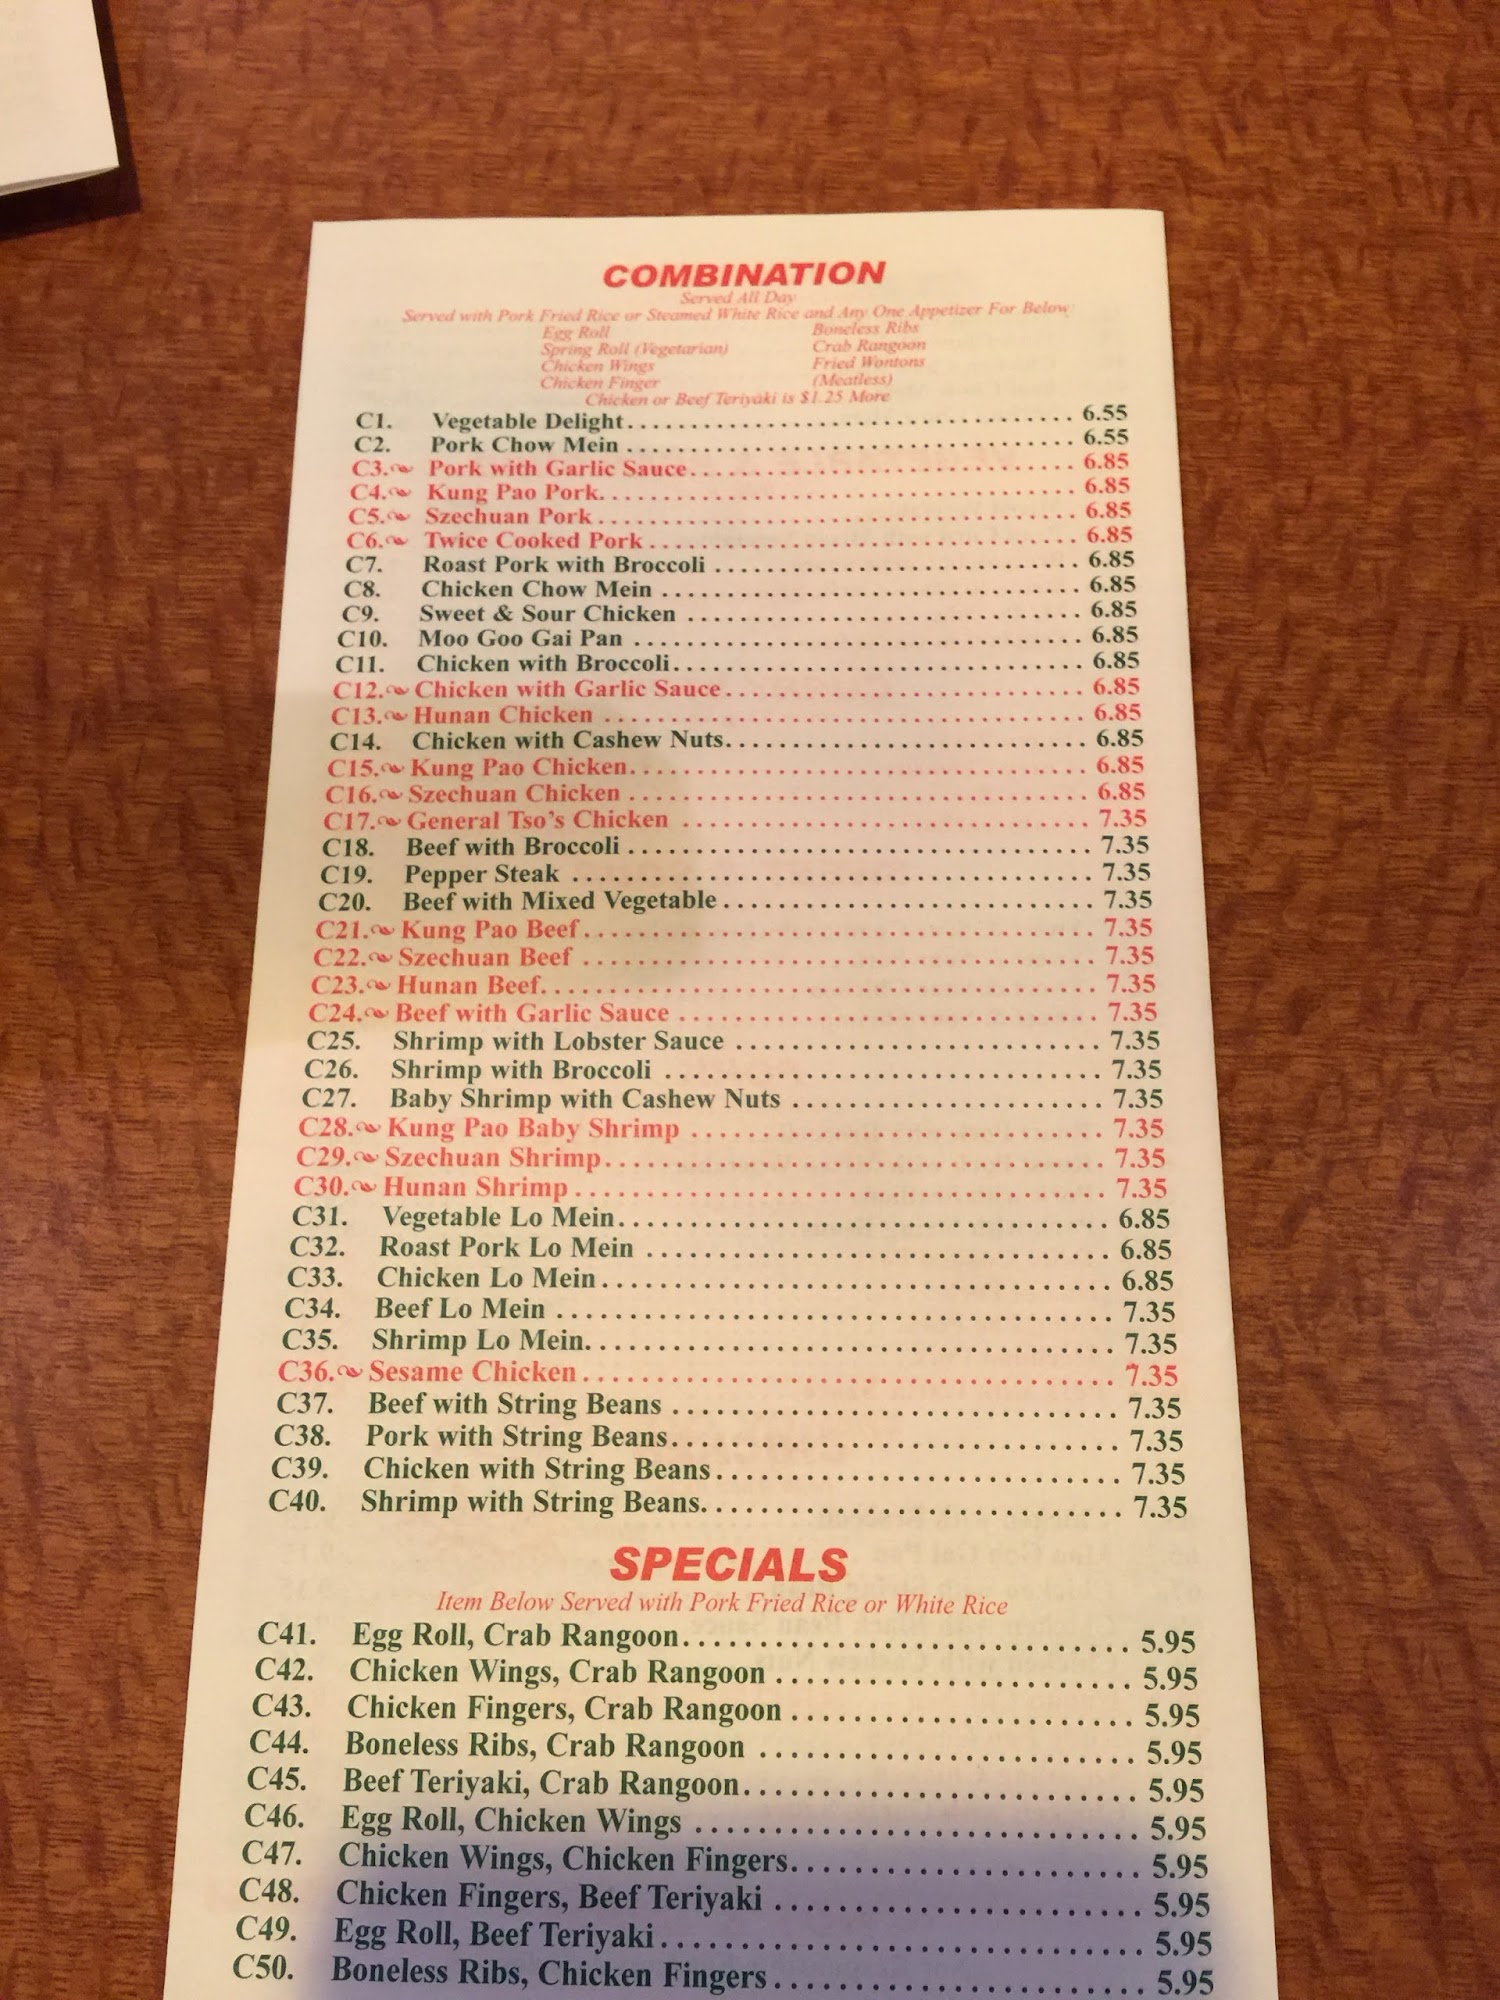 COMBINATION
Served All Day
Served with Pork Fried Rice or Steamed White Rice and Any One Appetizer For Below:
Egg Roll Boneless Ribs
Spring Roll (Vegetarian) Crab Rangoon
Chicken Wings Fried Wontons
Chicken Finger (Meatless)
Chicken or Beef Teriyaki is $1.25 More
C1. Vegetable Delight 6.55
C2. Pork Chow Mein 6.55
C3. Pork with Garlic Sauce 6.85
C4. Kung Pao Pork 6.85
C5. Szechuan Pork 6.85
C6. Twice Cooked Pork 6.85
C7. Roast Pork with Broccoli 6.85
C8. Chicken Chow Mein 6.85
C9. Sweet & Sour Chicken 6.85
C10. Moo Goo Gai Pan 6.85
C11. Chicken with Broccoli 6.85
C12. Chicken with Garlic Sauce 6.85
C13. Hunan Chicken 6.85
C14. Chicken with Cashew Nuts 6.85
C15. Kung Pao Chicken 6.85
C16. Szechuan Chicken 6.85
C17. General Tso's Chicken 7.35
C18. Beef with Broccoli 7.35
C19. Pepper Steak 7.35
C20. Beef with Mixed Vegetable 7.35
C21. Kung Pao Beef 7.35
C22. Szechuan Beef 7.35
C23. Hunan Beef 7.35
C24. Beef with Garlic Sauce 7.35
C25. Shrimp with Lobster Sauce 7.35
C26. Shrimp with Broccoli 7.35
C27. Baby Shrimp with Cashew Nuts 7.35
C28. Kung Pao Baby Shrimp 7.35
C29. Szechuan Shrimp 7.35
C30. Hunan Shrimp 7.35
C31. Vegetable Lo Mein 6.85
C32. Roast Pork Lo Mein 6.85
C33. Chicken Lo Mein 6.85
C34. Beef Lo Mein 7.35
C35. Shrimp Lo Mein 7.35
C36. Sesame Chicken 7.35
C37. Beef with String Beans 7.35
C38. Pork with String Beans 7.35
C39. Chicken with String Beans 7.35
C40. Shrimp with String Beans 7.35
SPECIALS
Item Below Served with Pork Fried Rice or White Rice
C41. Egg Roll, Crab Rangoon 5.95
C42. Chicken Wings, Crab Rangoon 5.95
C43. Chicken Fingers, Crab Rangoon 5.95
C44. Boneless Ribs, Crab Rangoon 5.95
C45. Beef Teriyaki, Crab Rangoon 5.95
C46. Egg Roll, Chicken Wings 5.95
C47. Chicken Wings, Chicken Fingers 5.95
C48. Chicken Fingers, Beef Teriyaki 5.95
C49. Egg Roll, Beef Teriyaki 5.95
C50. Boneless Ribs, Chicken Fingers 5.95